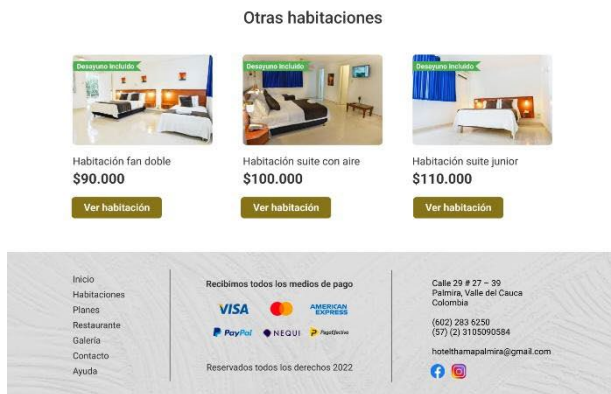 Otras habitaciones
Desayuno Incluido
Desayuno Incluido
Desayuno Incluido
Habitación fan doble
$90.000
Ver habitación
Habitación suite con aire
$100.000
Ver habitación
Habitación suite junior
$110.000
Ver habitación
Inicio
Habitaciones
Planes
Restaurante
Galería
Contacto
Ayuda
Recibimos todos los medios de pago
VISA
AMERICAN
EXPRESS
PayPal
NEQUI
PagoEfectivo
Reservados todos los derechos 2022
Calle 29 # 27 – 39
Palmira, Valle del Cauca
Colombia
(602) 283 6250
(57) (2) 3105090584
hotelthamapalmira@gmail.com